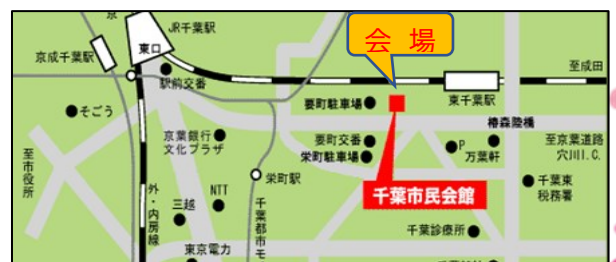 京
JR千葉駅
京成千葉駅
東口
駅前交番
会 場
至成田
東千葉駅
そごう
要町駐車場
椿森陸橋
京葉銀行
文化プラザ
要町交番
栄町駐車場
P
万葉軒
至京葉道路
穴川I.C.
至市役所
外・内房線
NTT
三越
栄町駅
千葉市民会館
千葉東
税務署
千葉都市モ
千葉診療所
東京電力